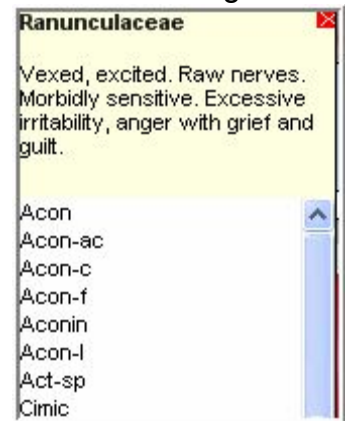 Ranunculaceae
Vexed, excited. Raw nerves.
Morbidly sensitive. Excessive
irritability, anger with grief and
guilt.
Acon
Acon-ac
Acon-c
Acon-f
Aconin
Acon-l
Act-sp
Cimic